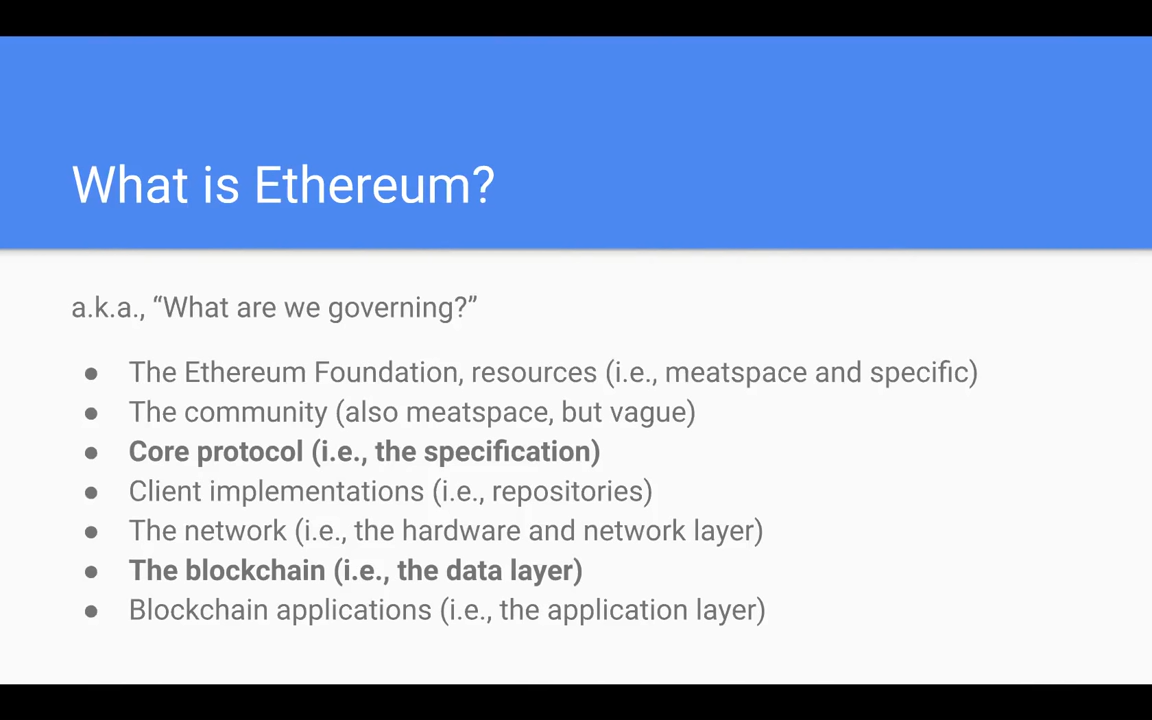 What is Ethereum?
a.k.a., “What are we governing?”
● The Ethereum Foundation, resources (i.e., meatspace and specific)
● The community (also meatspace, but vague)
● Core protocol (i.e., the specification)
● Client implementations (i.e., repositories)
● The network (i.e., the hardware and network layer)
● The blockchain (i.e., the data layer)
● Blockchain applications (i.e., the application layer)